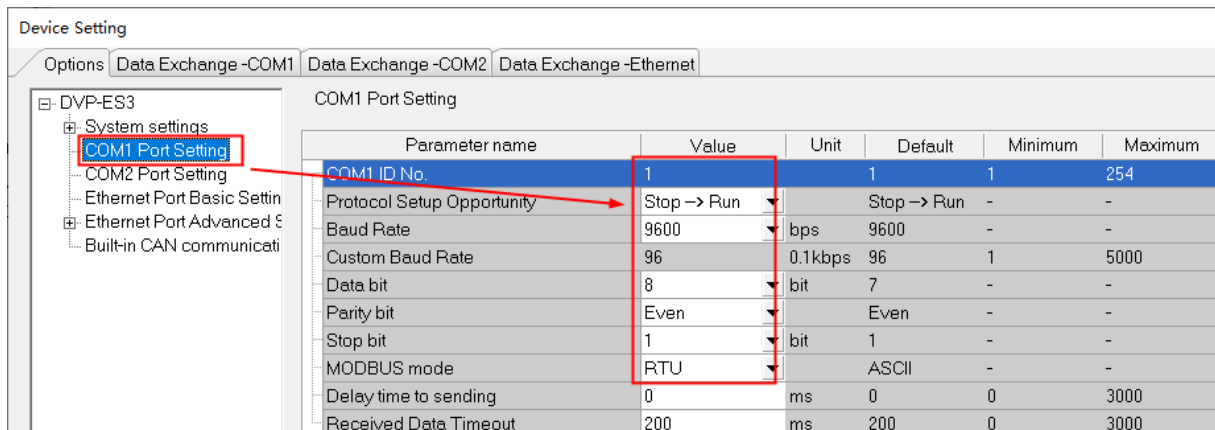 Device Setting
Options Data Exchange -COM1 Data Exchange -COM2 Data Exchange -Ethernet
DVP-ES3
System settings
COM1 Port Setting
COM2 Port Setting
Ethernet Port Basic Settin
Ethernet Port Advanced S
Built-in CAN communicati
COM1 Port Setting
Parameter name Value Unit Default Minimum Maximum
COM1 ID No. 1 1 1 254
Protocol Setup Opportunity Stop –> Run Stop –> Run - -
Baud Rate 9600 bps 9600 - -
Custom Baud Rate 96 0.1kbps 96 1 5000
Data bit 8 bit 7 - -
Parity bit Even Even - -
Stop bit 1 bit 1 - -
MODBUS mode RTU ASCII - -
Delay time to sending 0 ms 0 0 3000
Received Data Timeout 200 ms 200 0 3000